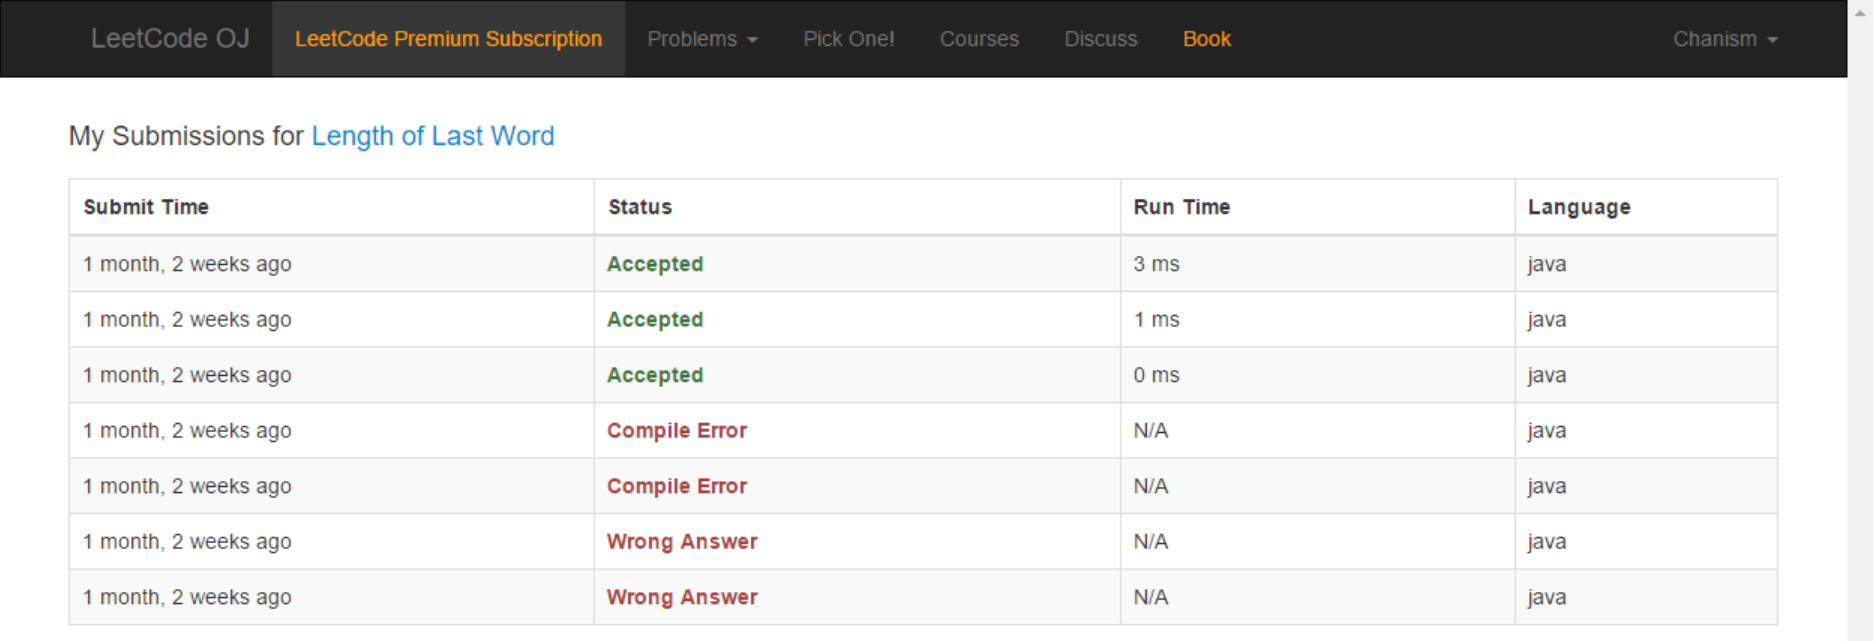 LeetCode OJ LeetCode Premium Subscription Problems Pick One! Courses Discuss Book Chanism
My Submissions for Length of Last Word
Submit Time Status Run Time Language
1 month, 2 weeks ago Accepted 3 ms java
1 month, 2 weeks ago Accepted 1 ms java
1 month, 2 weeks ago Accepted 0 ms java
1 month, 2 weeks ago Compile Error N/A java
1 month, 2 weeks ago Compile Error N/A java
1 month, 2 weeks ago Wrong Answer N/A java
1 month, 2 weeks ago Wrong Answer N/A java